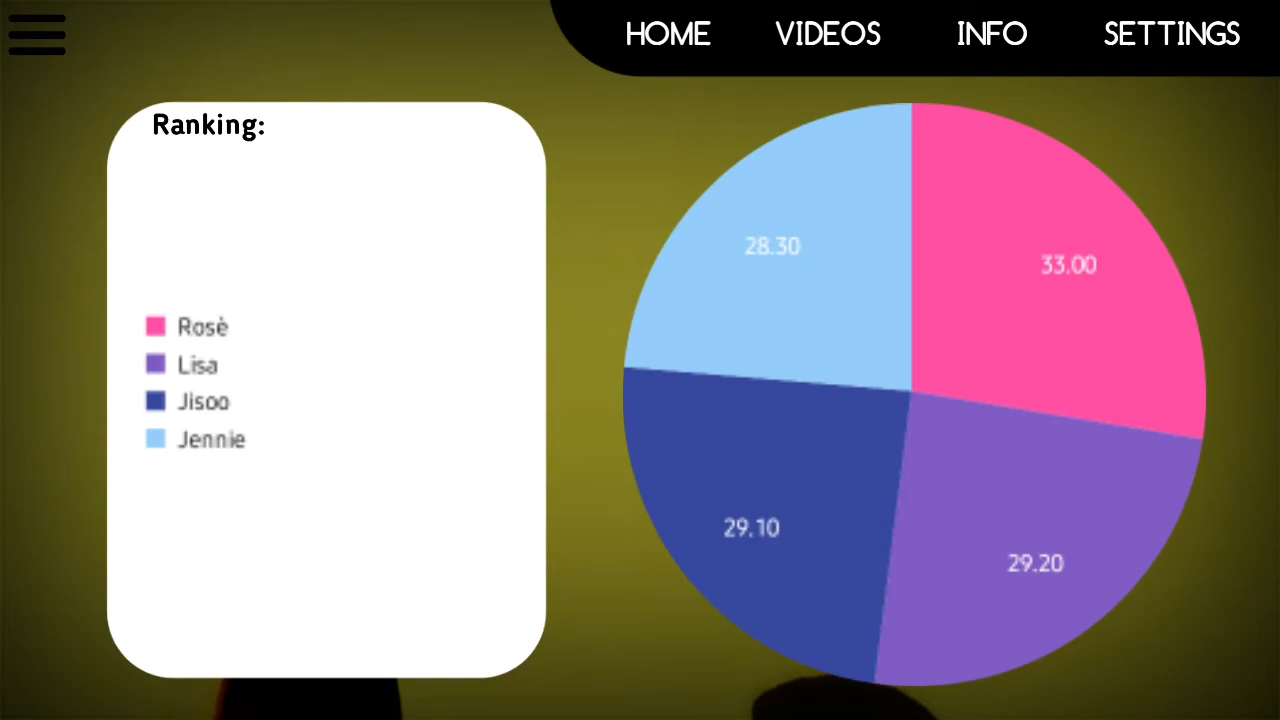 HOME VIDEOS INFO SETTINGS
Ranking:
Rosè
Lisa
Jisoo
Jennie
28.30
33.00
29.10
29.20